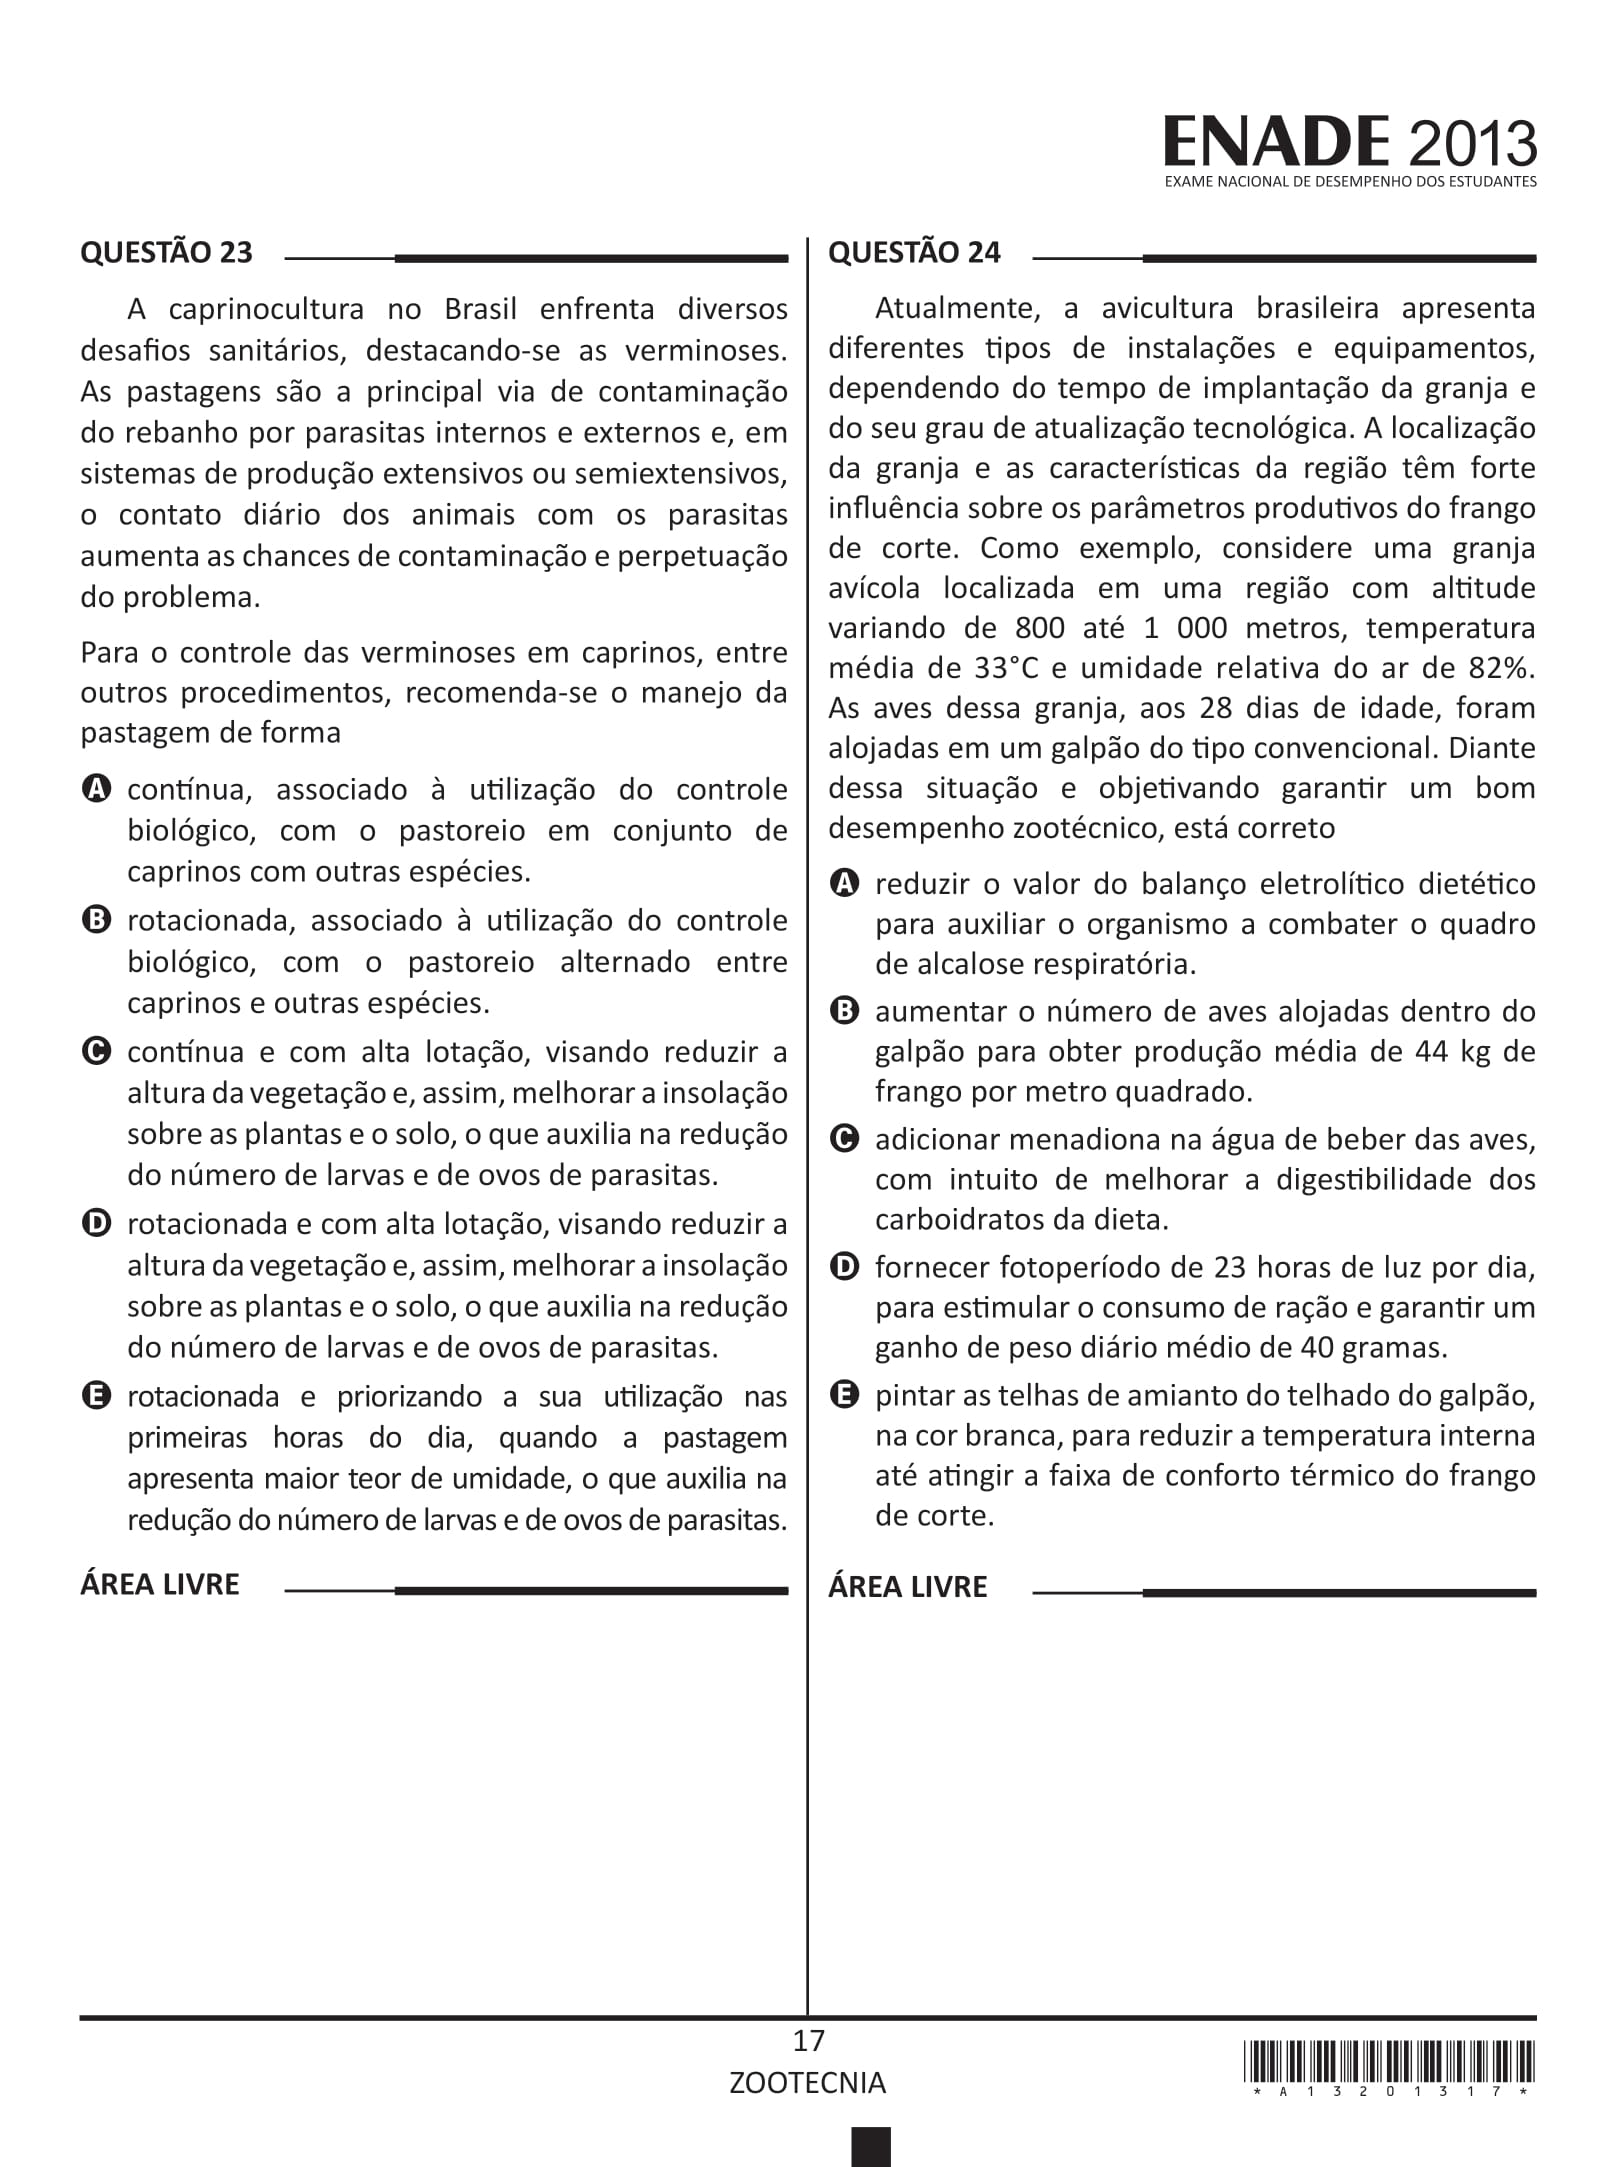 ENADE 2013
EXAME NACIONAL DE DESEMPENHO DOS ESTUDANTES
QUESTÃO 23
A caprinocultura no Brasil enfrenta diversos
desafios sanitários, destacando-se as verminoses.
As pastagens são a principal via de contaminação
do rebanho por parasitas internos e externos e, em
sistemas de produção extensivos ou semiextensivos,
o contato diário dos animais com os parasitas
aumenta as chances de contaminação e perpetuação
do problema.
Para o controle das verminoses em caprinos, entre
outros procedimentos, recomenda-se o manejo da
pastagem de forma
A contínua, associado à utilização do controle
biológico, com o pastoreio em conjunto de
caprinos com outras espécies.
B rotacionada, associado à utilização do controle
biológico, com o pastoreio alternado entre
caprinos e outras espécies.
C contínua e com alta lotação, visando reduzir a
altura da vegetação e, assim, melhorar a insolação
sobre as plantas e o solo, o que auxilia na redução
do número de larvas e de ovos de parasitas.
D rotacionada e com alta lotação, visando reduzir a
altura da vegetação e, assim, melhorar a insolação
sobre as plantas e o solo, o que auxilia na redução
do número de larvas e de ovos de parasitas.
E rotacionada e priorizando a sua utilização nas
primeiras horas do dia, quando a pastagem
apresenta maior teor de umidade, o que auxilia na
redução do número de larvas e de ovos de parasitas.
ÁREA LIVRE
QUESTÃO 24
Atualmente, a avicultura brasileira apresenta
diferentes tipos de instalações e equipamentos,
dependendo do tempo de implantação da granja e
do seu grau de atualização tecnológica. A localização
da granja e as características da região têm forte
influência sobre os parâmetros produtivos do frango
de corte. Como exemplo, considere uma granja
avícola localizada em uma região com altitude
variando de 800 até 1 000 metros, temperatura
média de 33°C e umidade relativa do ar de 82%.
As aves dessa granja, aos 28 dias de idade, foram
alojadas em um galpão do tipo convencional. Diante
dessa situação e objetivando garantir um bom
desempenho zootécnico, está correto
A reduzir o valor do balanço eletrolítico dietético
para auxiliar o organismo a combater o quadro
de alcalose respiratória.
B aumentar o número de aves alojadas dentro do
galpão para obter produção média de 44 kg de
frango por metro quadrado.
C adicionar menadiona na água de beber das aves,
com intuito de melhorar a digestibilidade dos
carboidratos da dieta.
D fornecer fotoperíodo de 23 horas de luz por dia,
para estimular o consumo de ração e garantir um
ganho de peso diário médio de 40 gramas.
E pintar as telhas de amianto do telhado do galpão,
na cor branca, para reduzir a temperatura interna
até atingir a faixa de conforto térmico do frango
de corte.
ÁREA LIVRE
17
ZOOTECNIA
*A13201317*